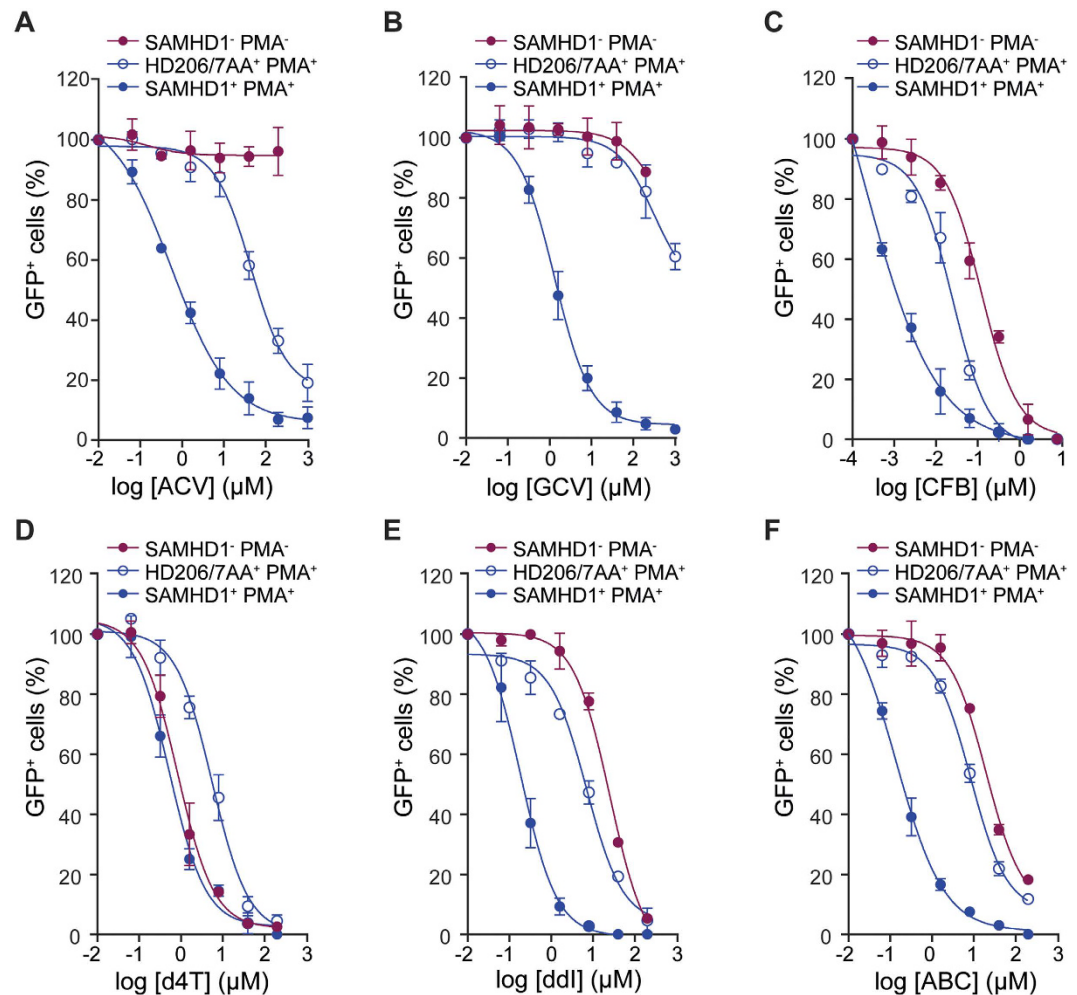 A
SAMHD1⁻ PMA⁻
HD206/7AA⁺ PMA⁺
SAMHD1⁺ PMA⁺
GFP⁺ cells (%)
120
100
80
60
40
20
0
-2 -1 0 1 2 3
log [ACV] (µM)
B
SAMHD1⁻ PMA⁻
HD206/7AA⁺ PMA⁺
SAMHD1⁺ PMA⁺
GFP⁺ cells (%)
120
100
80
60
40
20
0
-2 -1 0 1 2 3
log [GCV] (µM)
C
SAMHD1⁻ PMA⁻
HD206/7AA⁺ PMA⁺
SAMHD1⁺ PMA⁺
GFP⁺ cells (%)
120
100
80
60
40
20
0
-4 -3 -2 -1 0 1
log [CFB] (µM)
D
SAMHD1⁻ PMA⁻
HD206/7AA⁺ PMA⁺
SAMHD1⁺ PMA⁺
GFP⁺ cells (%)
120
100
80
60
40
20
0
-2 -1 0 1 2 3
log [d4T] (µM)
E
SAMHD1⁻ PMA⁻
HD206/7AA⁺ PMA⁺
SAMHD1⁺ PMA⁺
GFP⁺ cells (%)
120
100
80
60
40
20
0
-2 -1 0 1 2 3
log [ddI] (µM)
F
SAMHD1⁻ PMA⁻
HD206/7AA⁺ PMA⁺
SAMHD1⁺ PMA⁺
GFP⁺ cells (%)
120
100
80
60
40
20
0
-2 -1 0 1 2 3
log [ABC] (µM)